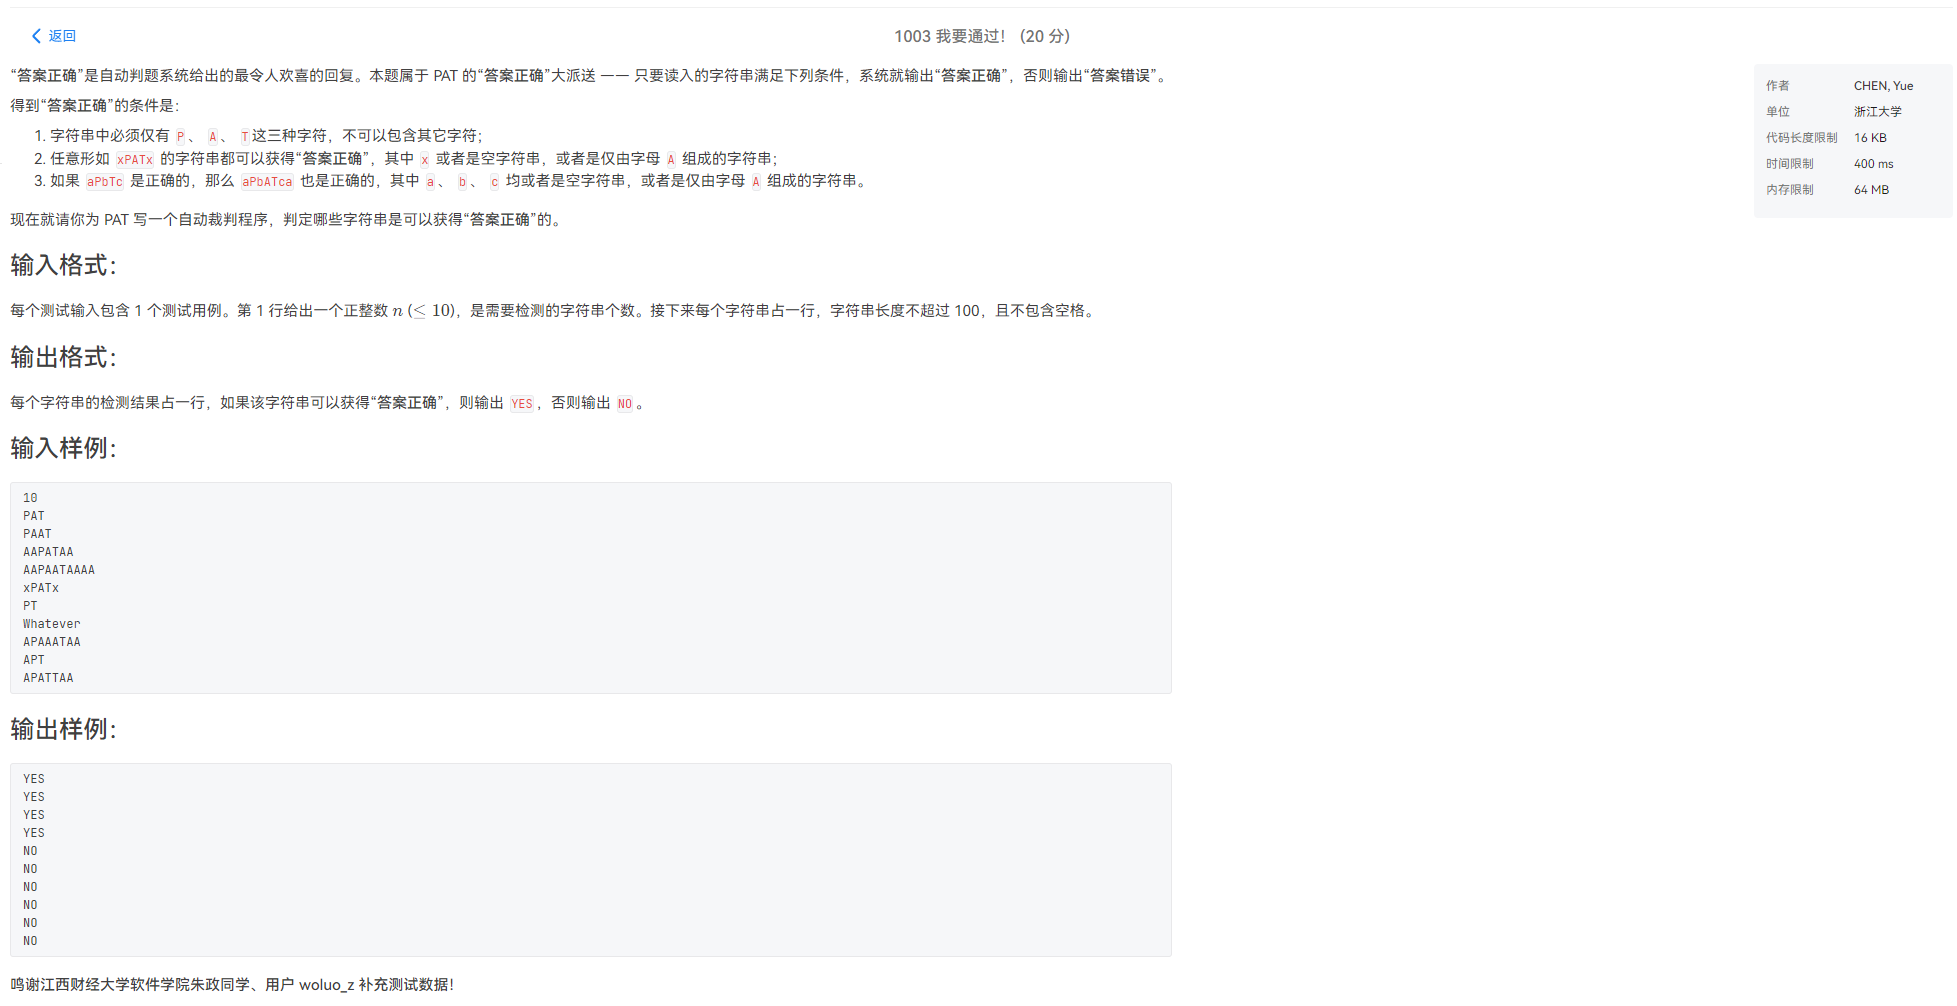 返回
1003 我要通过！ (20 分)
“答案正确”是自动判题系统给出的最令人欢喜的回复。本题属于 PAT 的“答案正确”大派送 —— 只要读入的字符串满足下列条件，系统就输出“答案正确”，否则输出“答案错误”。
得到“答案正确”的条件是：
1. 字符串中必须仅有 P、 A、 T这三种字符，不可以包含其它字符；
2. 任意形如 xPATx 的字符串都可以获得“答案正确”，其中 x 或者是空字符串，或者是仅由字母 A 组成的字符串；
3. 如果 aPbTc 是正确的，那么 aPbATca 也是正确的，其中 a、 b、 c 均或者是空字符串，或者是仅由字母 A 组成的字符串。
现在就请你为 PAT 写一个自动裁判程序，判定哪些字符串是可以获得“答案正确”的。
作者 CHEN, Yue
单位 浙江大学
代码长度限制 16 KB
时间限制 400 ms
内存限制 64 MB
输入格式：
每个测试输入包含 1 个测试用例。第 1 行给出一个正整数 n (≤ 10)，是需要检测的字符串个数。接下来每个字符串占一行，字符串长度不超过 100，且不包含空格。
输出格式：
每个字符串的检测结果占一行，如果该字符串可以获得“答案正确”，则输出 YES，否则输出 NO。
输入样例：
10
PAT
PAAT
AAPATAA
AAPAATAAAA
xPATx
PT
Whatever
APAAATAA
APT
APATTAA
输出样例：
YES
YES
YES
YES
NO
NO
NO
NO
NO
NO
鸣谢江西财经大学软件学院朱政同学、用户 woluo_z 补充测试数据！